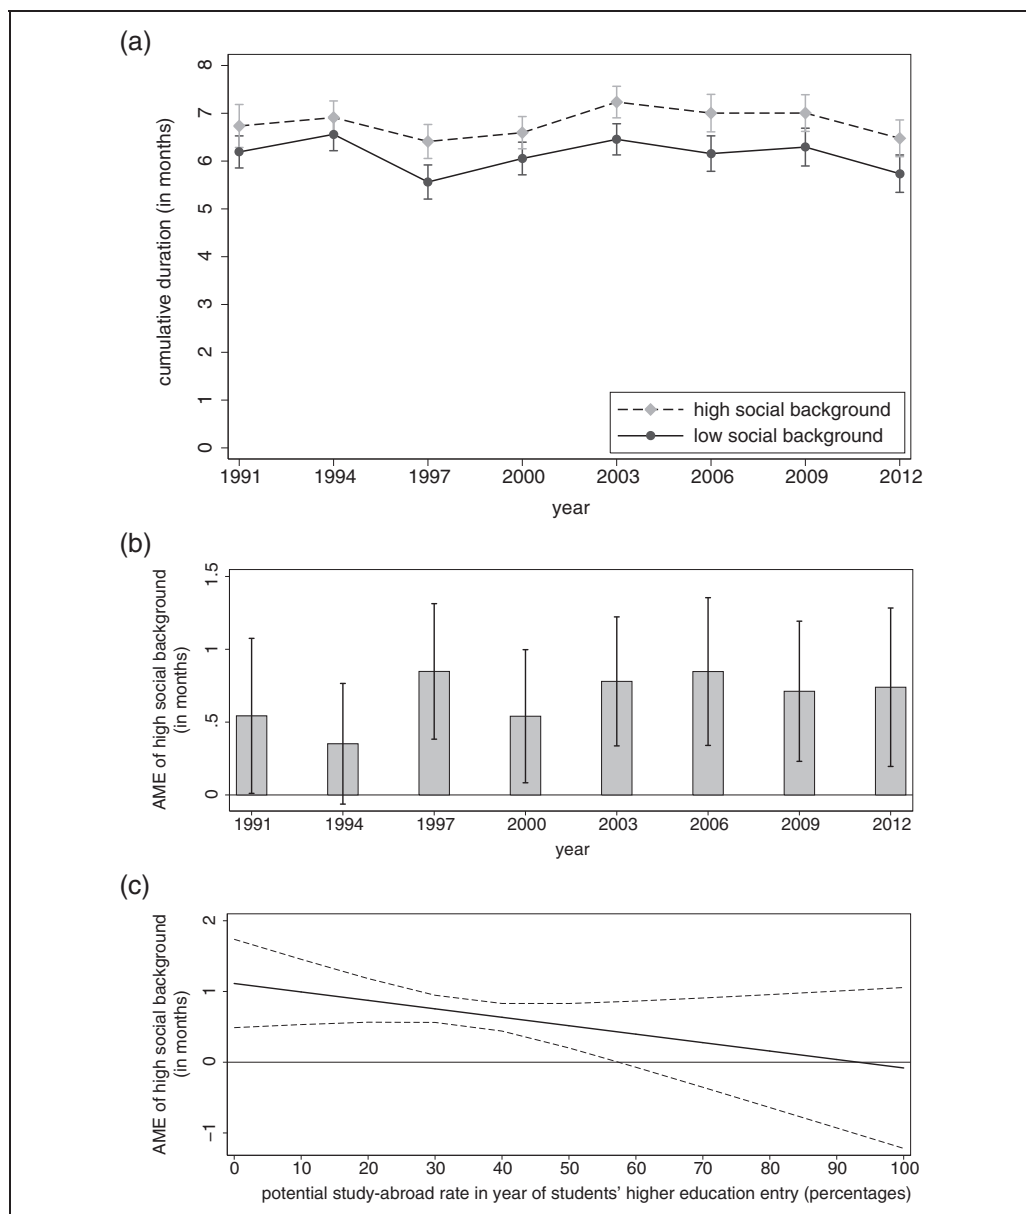 (a)
cumulative duration (in months)
8
7
6
5
4
3
2
1
0
high social background
low social background
1991 1994 1997 2000 2003 2006 2009 2012
year
(b)
AME of high social background
(in months)
1.5
1
.5
0
1991 1994 1997 2000 2003 2006 2009 2012
year
(c)
AME of high social background
(in months)
2
1
0
−1
0 10 20 30 40 50 60 70 80 90 100
potential study-abroad rate in year of students’ higher education entry (percentages)